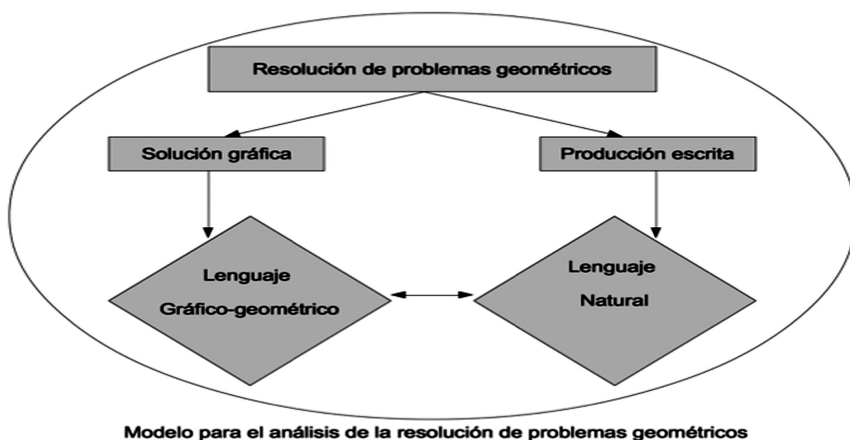 Resolución de problemas geométricos
Solución gráfica
Producción escrita
Lenguaje
Gráfico-geométrico
Lenguaje
Natural
Modelo para el análisis de la resolución de problemas geométricos